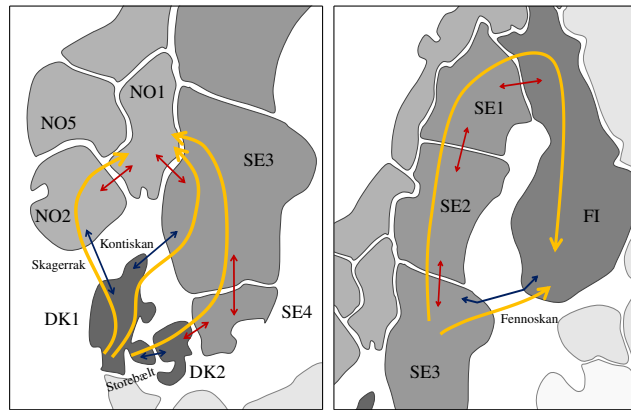 NO1
NO5
SE3
NO2
Kontiskan
Skagerrak
DK1
SE4
Storebælt
DK2
SE1
SE2
FI
Fennoskan
SE3